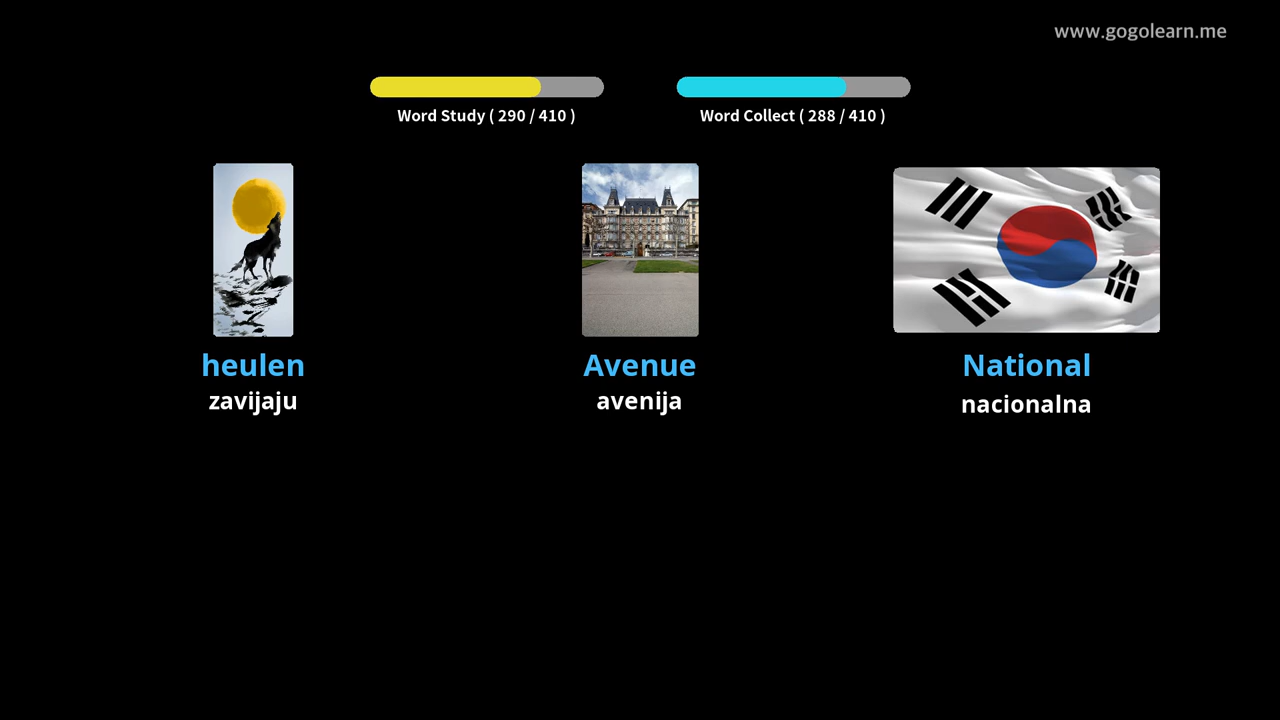 www.gogolearn.me
Word Study ( 290 / 410 )
Word Collect ( 288 / 410 )
heulen
zavijaju
Avenue
avenija
National
nacionalna